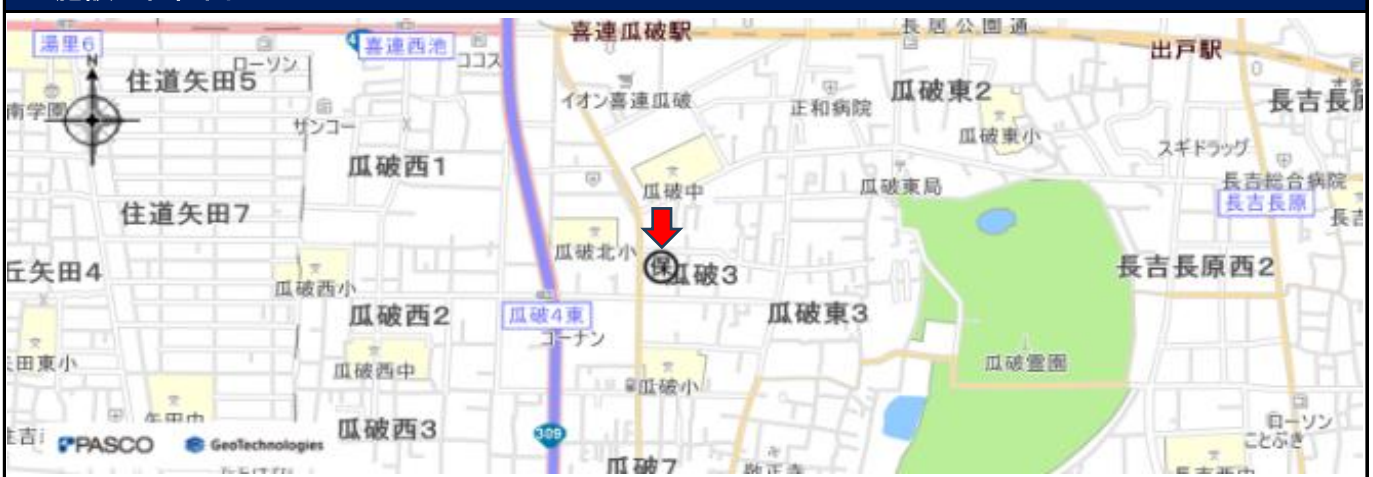 湯里6
喜連西池
喜連瓜破駅
長居公園通
出戸駅
ローソン
ココス
住道矢田5
イオン喜連瓜破
正和病院
瓜破東2
長吉長原
南学園
サンコー
瓜破東小
スギドラッグ
瓜破西1
瓜破中
瓜破東局
長吉総合病院
長吉長原
住道矢田7
瓜破北小
保
瓜破3
長吉長原西2
丘矢田4
瓜破西小
瓜破西2
瓜破4東
瓜破東3
コーナン
矢田東小
瓜破西中
瓜破小
瓜破霊園
矢田中
瓜破西3
309
ローソン
ことぶき
PASCO
GeoTechnologies
瓜破7
敬正寺
長吉西中
N